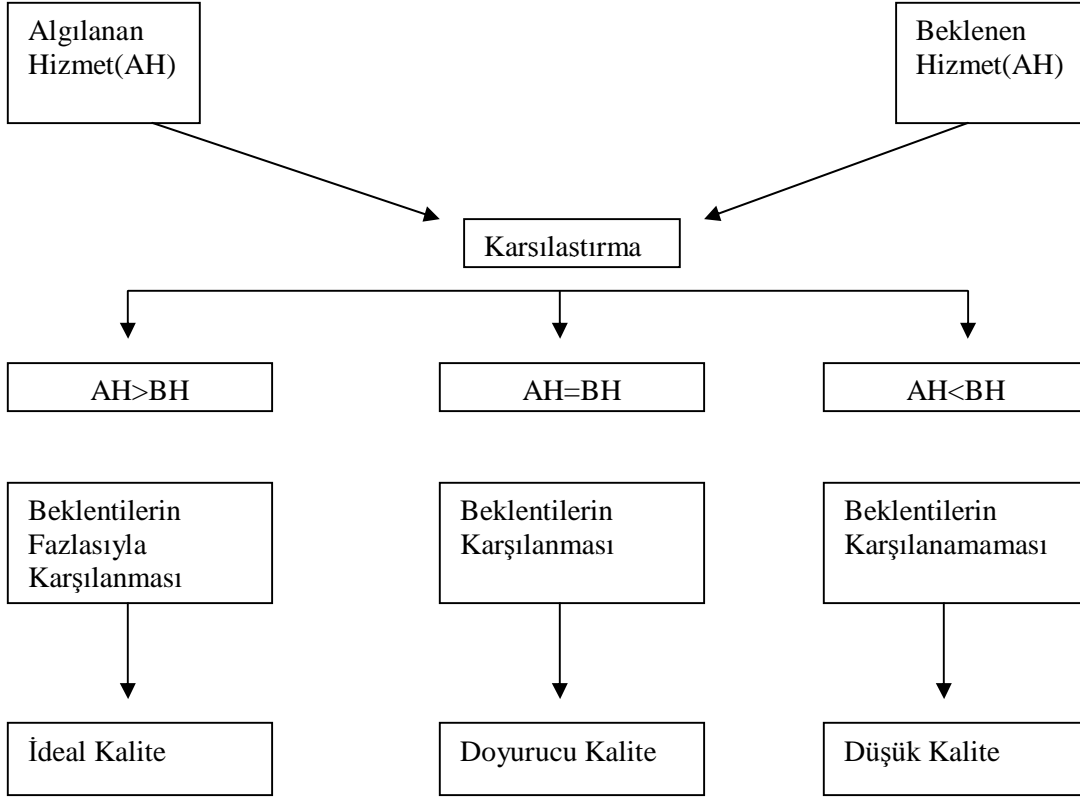 Algılanan
Hizmet(AH)
Beklenen
Hizmet(AH)
Karsılastırma
AH>BH
AH=BH
AH<BH
Beklentilerin
Fazlasıyla
Karşılanması
Beklentilerin
Karşılanması
Beklentilerin
Karşılanamaması
İdeal Kalite
Doyurucu Kalite
Düşük Kalite